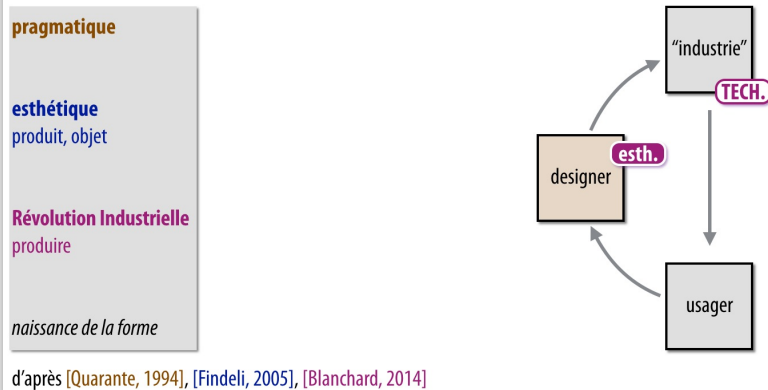 pragmatique
esthétique
produit, objet
Révolution Industrielle
produire
naissance de la forme
“industrie”
TECH.
esth.
designer
usager
d’après [Quarante, 1994], [Findeli, 2005], [Blanchard, 2014]